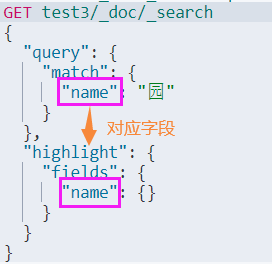 GET test3/_doc/_search
{
  "query": {
    "match": {
      "name": "园"
    }
  },
对应字段
  "highlight": {
    "fields": {
      "name": {}
    }
  }
}